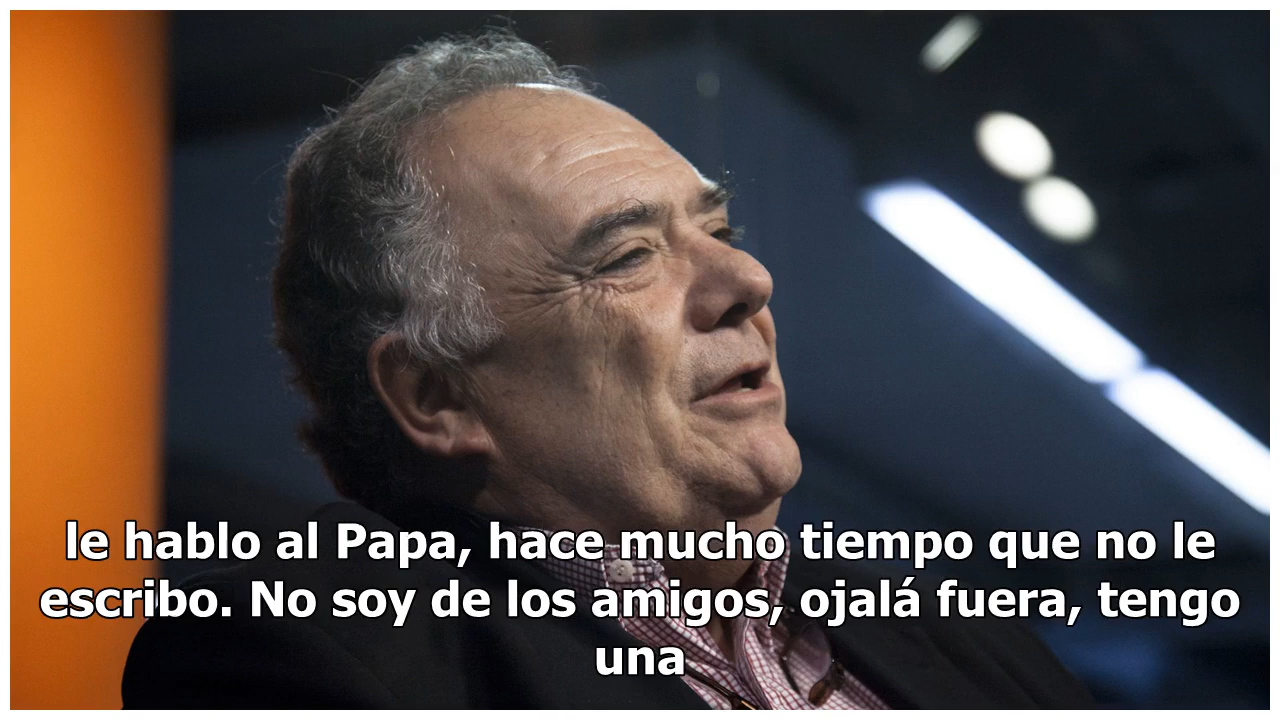 le hablo al Papa, hace mucho tiempo que no le
escribo. No soy de los amigos, ojalá fuera, tengo
una